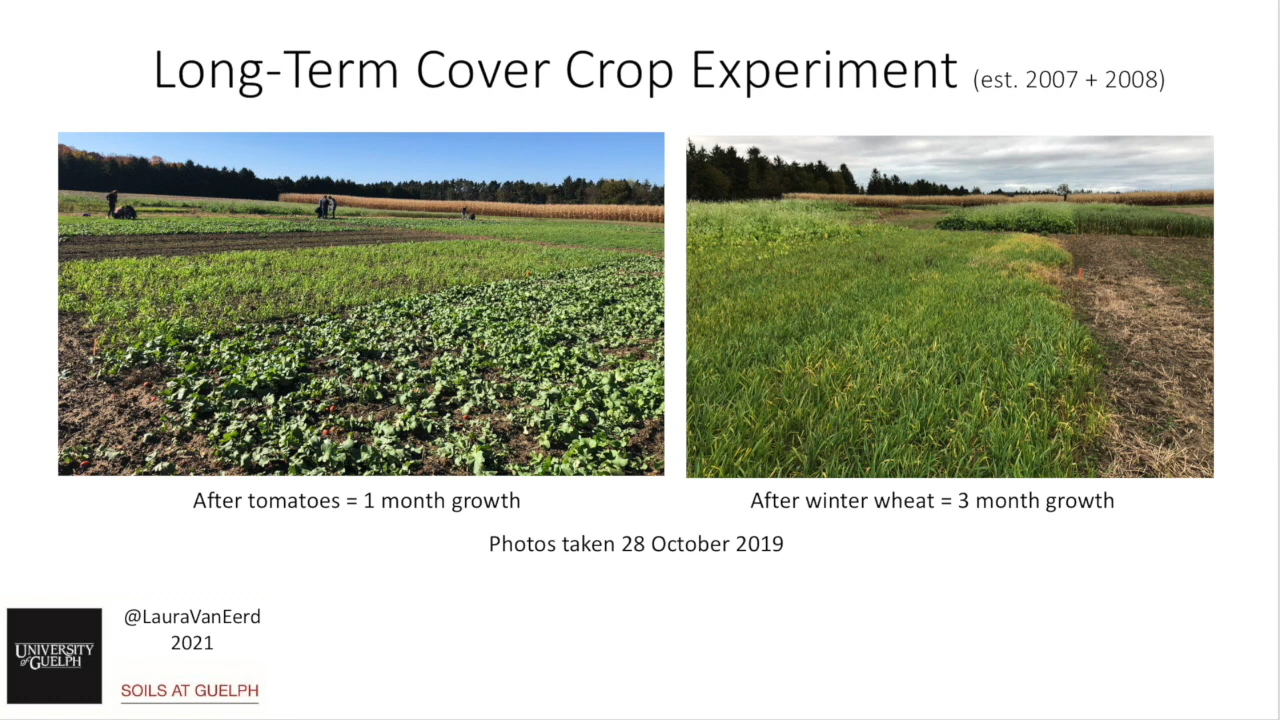 Long-Term Cover Crop Experiment (est. 2007 + 2008)
After tomatoes = 1 month growth
After winter wheat = 3 month growth
Photos taken 28 October 2019
@LauraVanEerd
2021
UNIVERSITY
of GUELPH
SOILS AT GUELPH